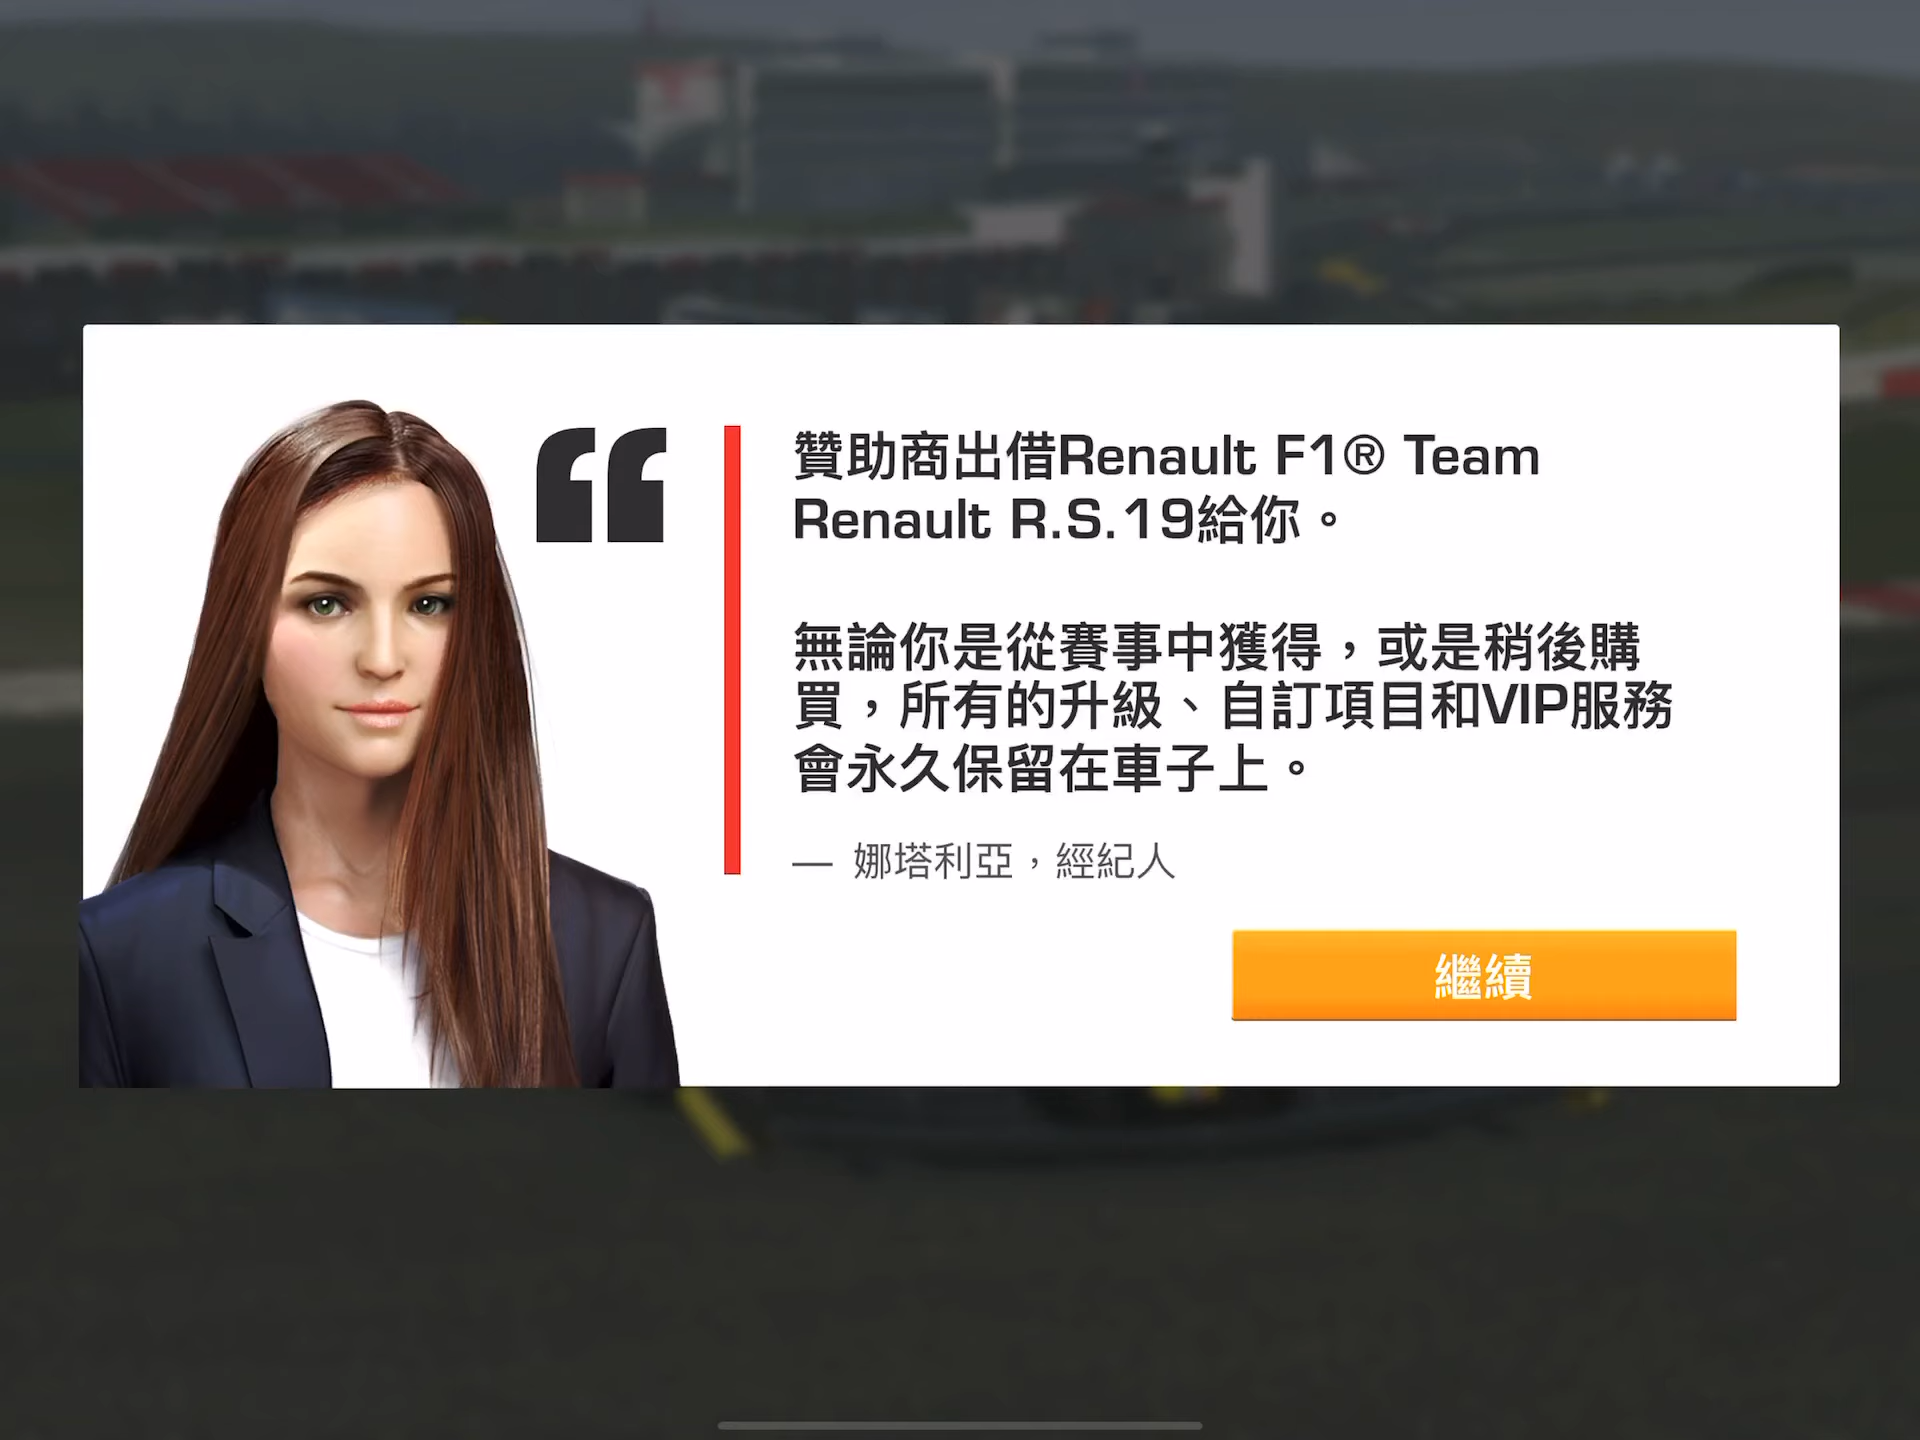 贊助商出借Renault F1® Team
Renault R.S.19給你。
無論你是從賽事中獲得，或是稍後購
買，所有的升級、自訂項目和VIP服務
會永久保留在車子上。
— 娜塔利亞，經紀人
繼續